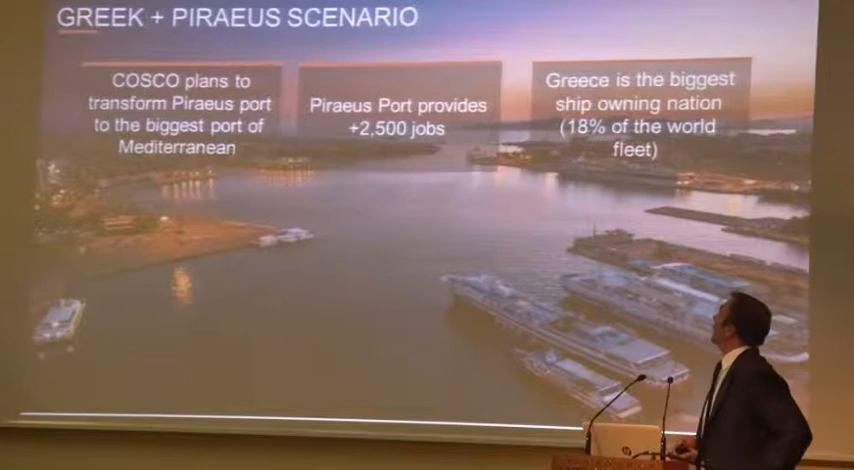 GREEK + PIRAEUS SCENARIO
COSCO plans to
transform Piraeus port
to the biggest port of
Mediterranean
Piraeus Port provides
+2,500 jobs
Greece is the biggest
ship owning nation
(18% of the world
fleet)
hp